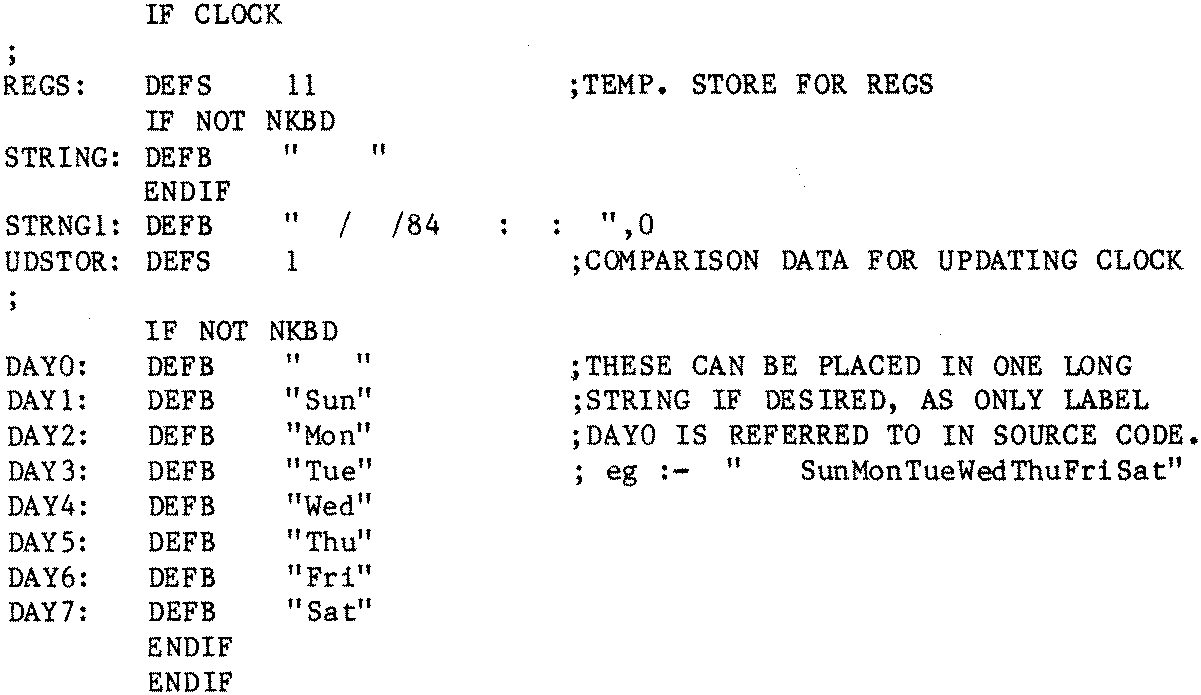 IF CLOCK
;
REGS:   DEFS    11              ;TEMP. STORE FOR REGS
        IF NOT NKBD
STRING: DEFB    "    "
        ENDIF
STRNG1: DEFB    "  /  /84   :  :  ",0
UDSTOR: DEFS    1               ;COMPARISON DATA FOR UPDATING CLOCK
;
        IF NOT NKBD
DAY0:   DEFB    "   "           ;THESE CAN BE PLACED IN ONE LONG
DAY1:   DEFB    "Sun"           ;STRING IF DESIRED, AS ONLY LABEL
DAY2:   DEFB    "Mon"           ;DAY0 IS REFERRED TO IN SOURCE CODE.
DAY3:   DEFB    "Tue"           ; eg :-  "   SunMonTueWedThuFriSat"
DAY4:   DEFB    "Wed"
DAY5:   DEFB    "Thu"
DAY6:   DEFB    "Fri"
DAY7:   DEFB    "Sat"
        ENDIF
        ENDIF